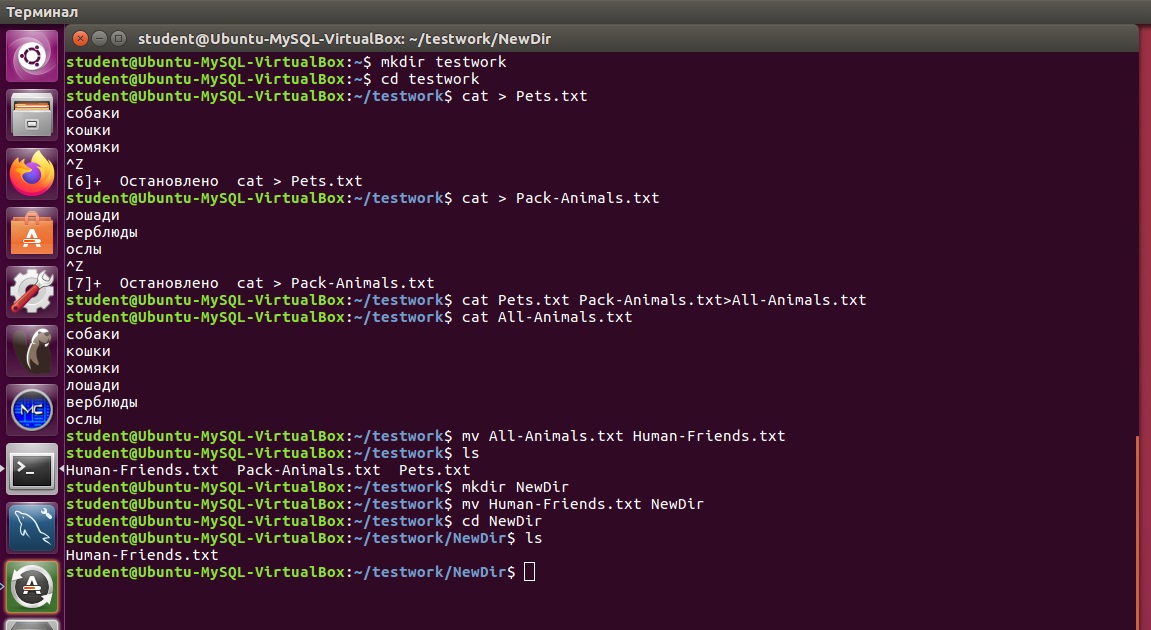 Терминал
student@Ubuntu-MySQL-VirtualBox: ~/testwork/NewDir
student@Ubuntu-MySQL-VirtualBox:~$ mkdir testwork
student@Ubuntu-MySQL-VirtualBox:~$ cd testwork
student@Ubuntu-MySQL-VirtualBox:~/testwork$ cat > Pets.txt
собаки
кошки
хомяки
^Z
[6]+  Остановлено  cat > Pets.txt
student@Ubuntu-MySQL-VirtualBox:~/testwork$ cat > Pack-Animals.txt
лошади
верблюды
ослы
^Z
[7]+  Остановлено  cat > Pack-Animals.txt
student@Ubuntu-MySQL-VirtualBox:~/testwork$ cat Pets.txt Pack-Animals.txt>All-Animals.txt
student@Ubuntu-MySQL-VirtualBox:~/testwork$ cat All-Animals.txt
собаки
кошки
хомяки
лошади
верблюды
ослы
student@Ubuntu-MySQL-VirtualBox:~/testwork$ mv All-Animals.txt Human-Friends.txt
student@Ubuntu-MySQL-VirtualBox:~/testwork$ ls
Human-Friends.txt  Pack-Animals.txt  Pets.txt
student@Ubuntu-MySQL-VirtualBox:~/testwork$ mkdir NewDir
student@Ubuntu-MySQL-VirtualBox:~/testwork$ mv Human-Friends.txt NewDir
student@Ubuntu-MySQL-VirtualBox:~/testwork$ cd NewDir
student@Ubuntu-MySQL-VirtualBox:~/testwork/NewDir$ ls
Human-Friends.txt
student@Ubuntu-MySQL-VirtualBox:~/testwork/NewDir$
MC